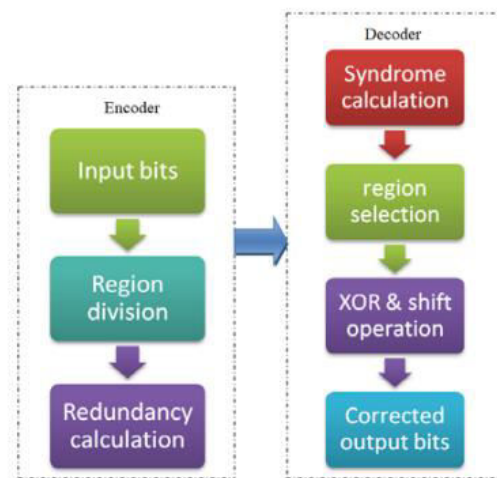 Encoder
Input bits
Region
division
Redundancy
calculation
Decoder
Syndrome
calculation
region
selection
XOR & shift
operation
Corrected
output bits